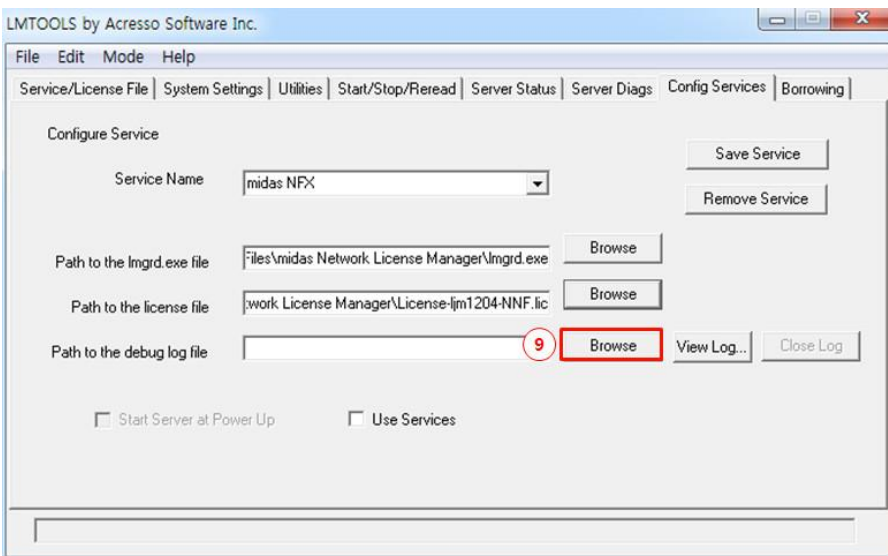 LMTOOLS by Acresso Software Inc.
File Edit Mode Help
Service/License File System Settings Utilities Start/Stop/Reread Server Status Server Diags Config Services Borrowing
Configure Service
Save Service
Service Name midas NFX
Remove Service
Path to the lmgrd.exe file Files\midas Network License Manager\lmgrd.exe Browse
Path to the license file work License Manager\License-ljm1204-NNF.lic Browse
Path to the debug log file 9 Browse View Log... Close Log
Start Server at Power Up Use Services